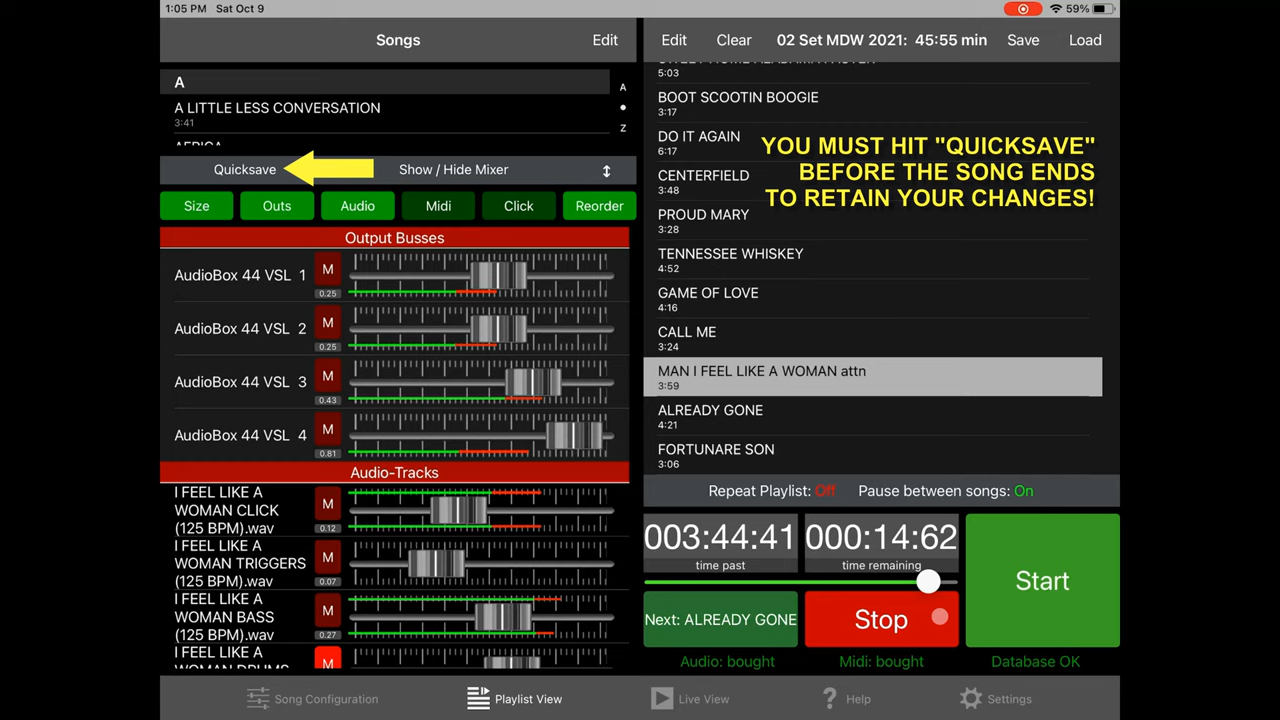 1:05 PM Sat Oct 9
59%
Songs
Edit
A
A LITTLE LESS CONVERSATION
3:41
A
Z
Quicksave
Show / Hide Mixer
Size
Outs
Audio
Midi
Click
Reorder
Output Busses
AudioBox 44 VSL 1
M
0.25
AudioBox 44 VSL 2
M
0.25
AudioBox 44 VSL 3
M
0.43
AudioBox 44 VSL 4
M
0.81
Audio-Tracks
I FEEL LIKE A
WOMAN CLICK
(125 BPM).wav
M
0.12
I FEEL LIKE A
WOMAN TRIGGERS
(125 BPM).wav
M
0.07
I FEEL LIKE A
WOMAN BASS
(125 BPM).wav
M
0.27
I FEEL LIKE A
WOMAN DRUMS
M
Edit
Clear
02 Set MDW 2021: 45:55 min
Save
Load
5:03
BOOT SCOOTIN BOOGIE
3:17
DO IT AGAIN
6:17
CENTERFIELD
3:48
PROUD MARY
3:28
TENNESSEE WHISKEY
4:52
GAME OF LOVE
4:16
CALL ME
3:24
MAN I FEEL LIKE A WOMAN attn
3:59
ALREADY GONE
4:21
FORTUNARE SON
3:06
YOU MUST HIT "QUICKSAVE"
BEFORE THE SONG ENDS
TO RETAIN YOUR CHANGES!
Repeat Playlist: Off
Pause between songs: On
003:44:41
time past
000:14:62
time remaining
Start
Next: ALREADY GONE
Stop
Audio: bought
Midi: bought
Database OK
Song Configuration
Playlist View
Live View
? Help
Settings